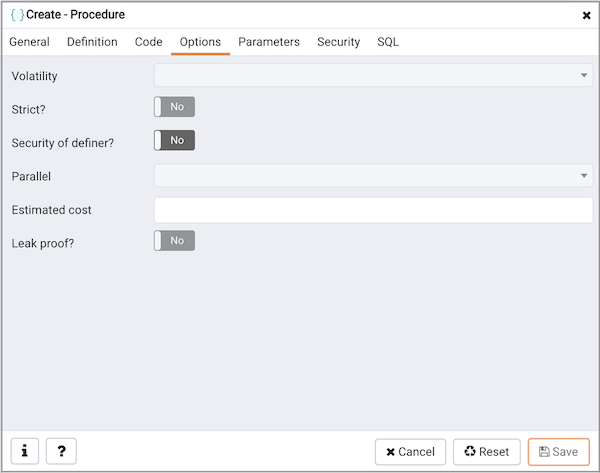 { } Create - Procedure
General Definition Code Options Parameters Security SQL
Volatility
Strict? No
Security of definer? No
Parallel
Estimated cost
Leak proof? No
i ? Cancel Reset Save